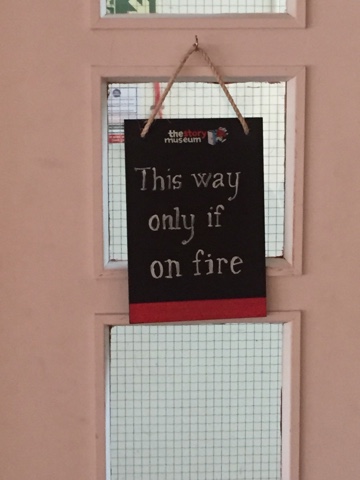 thestory
museum
This way
only if
on fire